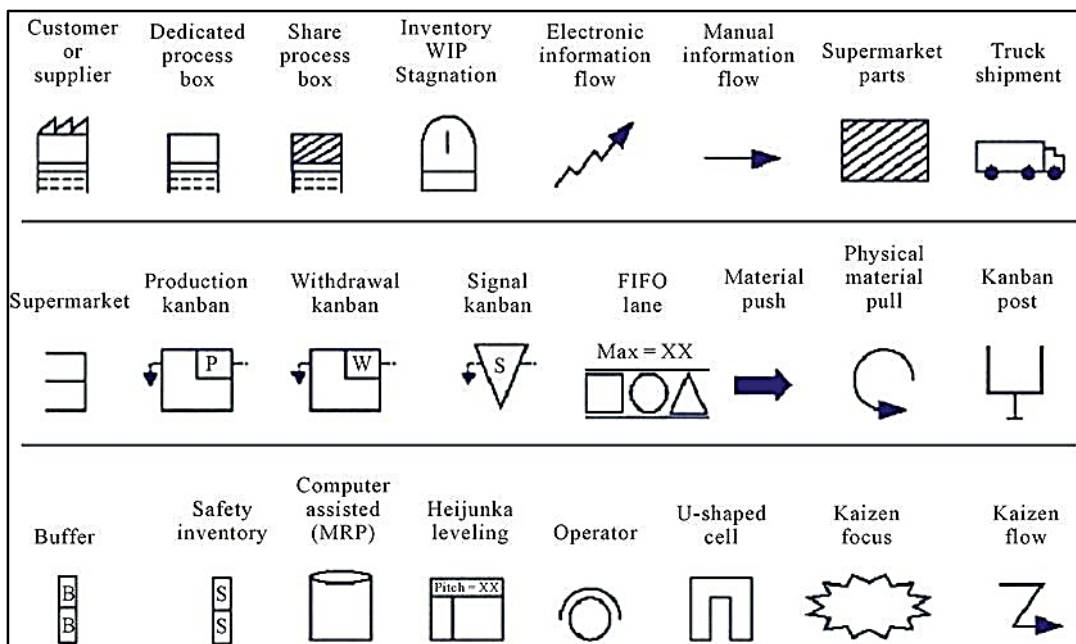 Customer
or
supplier
Dedicated
process
box
Share
process
box
Inventory
WIP
Stagnation
Electronic
information
flow
Manual
information
flow
Supermarket
parts
Truck
shipment
Supermarket
Production
kanban
P
Withdrawal
kanban
W
Signal
kanban
S
FIFO
lane
Max = XX
Material
push
Physical
material
pull
Kanban
post
Buffer
B
B
Safety
inventory
S
S
Computer
assisted
(MRP)
Heijunka
leveling
Pitch = XX
Operator
U-shaped
cell
Kaizen
focus
Kaizen
flow